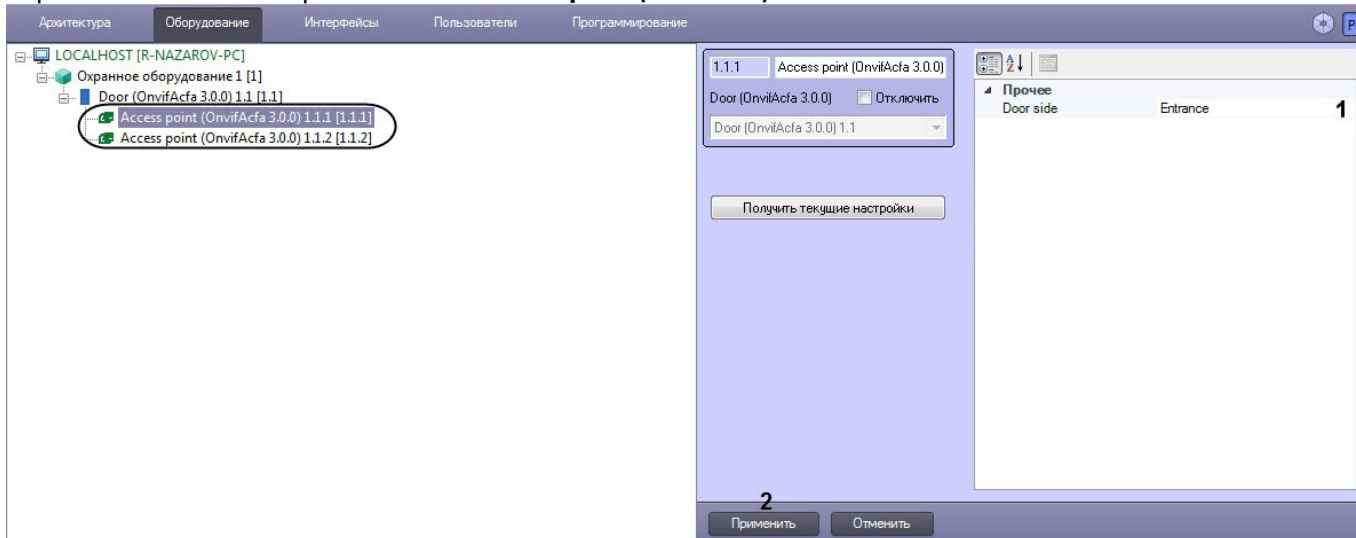 Архитектура Оборудование Интерфейсы Пользователи Программирование
LOCALHOST [R-NAZAROV-PC]
Охранное оборудование 1 [1]
Door (OnvifAcfa 3.0.0) 1.1 [1.1]
Access point (OnvifAcfa 3.0.0) 1.1.1 [1.1.1]
Access point (OnvifAcfa 3.0.0) 1.1.2 [1.1.2]
1.1.1 Access point (OnvifAcfa 3.0.0)
Door (OnvifAcfa 3.0.0) Отключить
Door (OnvifAcfa 3.0.0) 1.1
Получить текущие настройки
Прочее
Door side Entrance 1
2
Применить Отменить